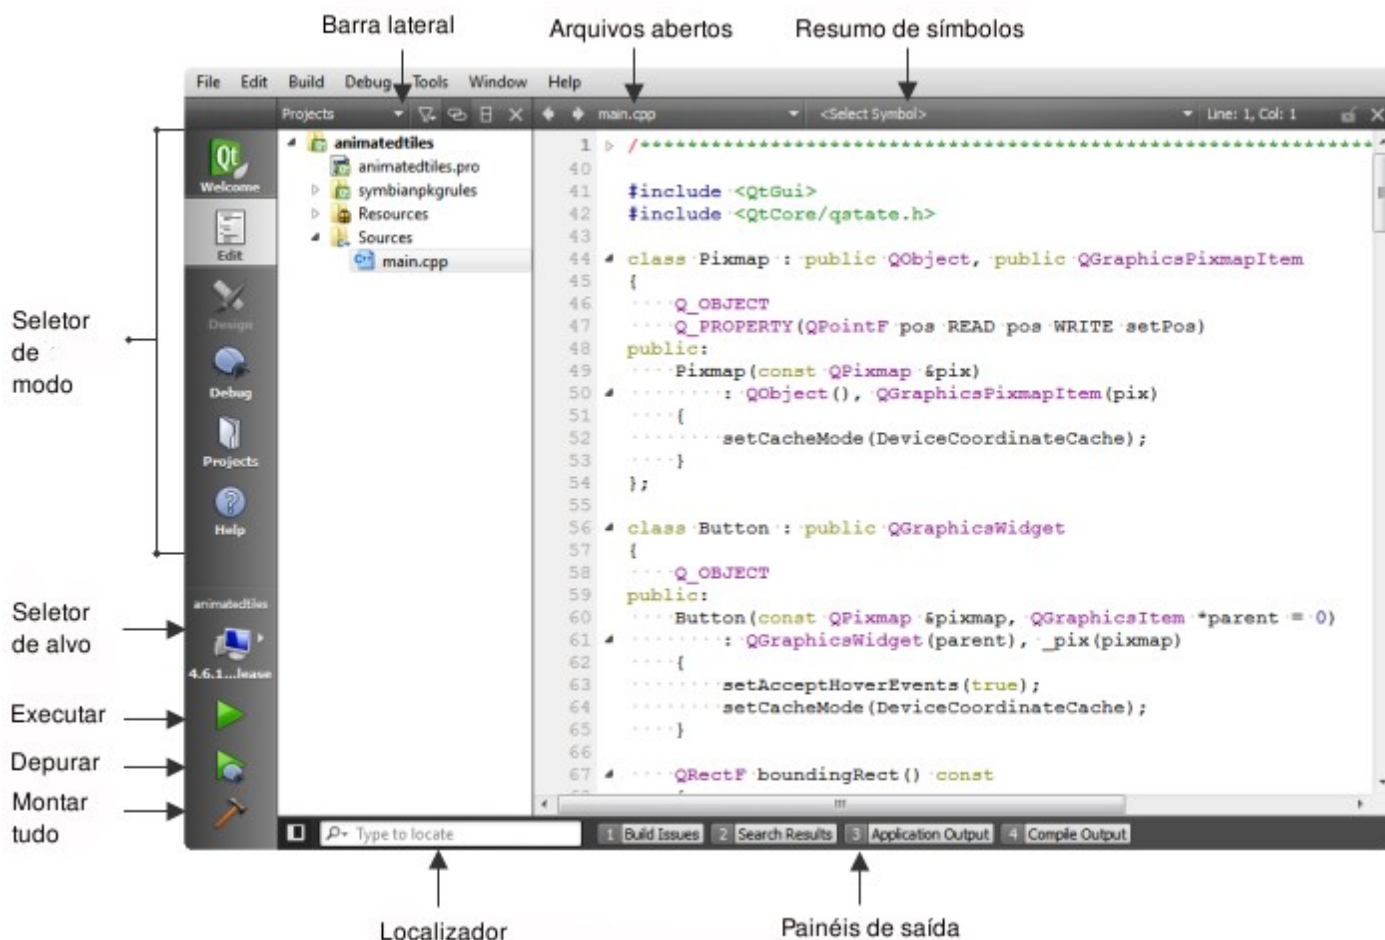 Barra lateral
Arquivos abertos
Resumo de símbolos
File Edit Build Debug Tools Window Help
Projects
main.cpp
<Select Symbol>
Line: 1, Col: 1
Seletor
de
modo
Welcome
Edit
Design
Debug
Projects
Help
Seletor
de alvo
animatedtiles
4.6.1...lease
Executar
Depurar
Montar
tudo
animatedtiles
animatedtiles.pro
symbianpkgrules
Resources
Sources
main.cpp
1 /**************************************************************
40
41 #include <QtGui>
42 #include <QtCore/qstate.h>
43
44 class Pixmap : public QObject, public QGraphicsPixmapItem
45 {
46 Q_OBJECT
47 Q_PROPERTY(QPointF pos READ pos WRITE setPos)
48 public:
49 Pixmap(const QPixmap &pix)
50 : QObject(), QGraphicsPixmapItem(pix)
51 {
52 setCacheMode(DeviceCoordinateCache);
53 }
54 };
55
56 class Button : public QGraphicsWidget
57 {
58 Q_OBJECT
59 public:
60 Button(const QPixmap &pixmap, QGraphicsItem *parent = 0)
61 : QGraphicsWidget(parent), _pix(pixmap)
62 {
63 setAcceptHoverEvents(true);
64 setCacheMode(DeviceCoordinateCache);
65 }
66
67 QRectF boundingRect() const
Type to locate
1 Build Issues 2 Search Results 3 Application Output 4 Compile Output
Localizador
Painéis de saída